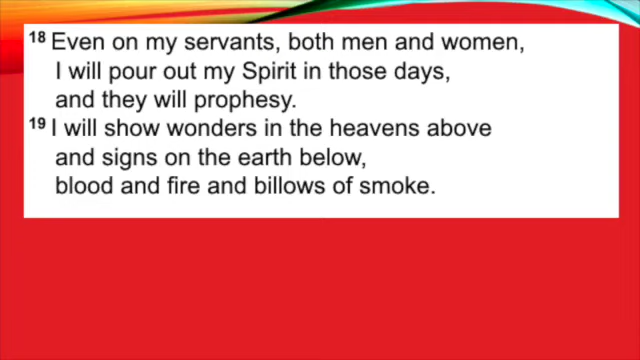 18 Even on my servants, both men and women,
I will pour out my Spirit in those days,
and they will prophesy.
19 I will show wonders in the heavens above
and signs on the earth below,
blood and fire and billows of smoke.